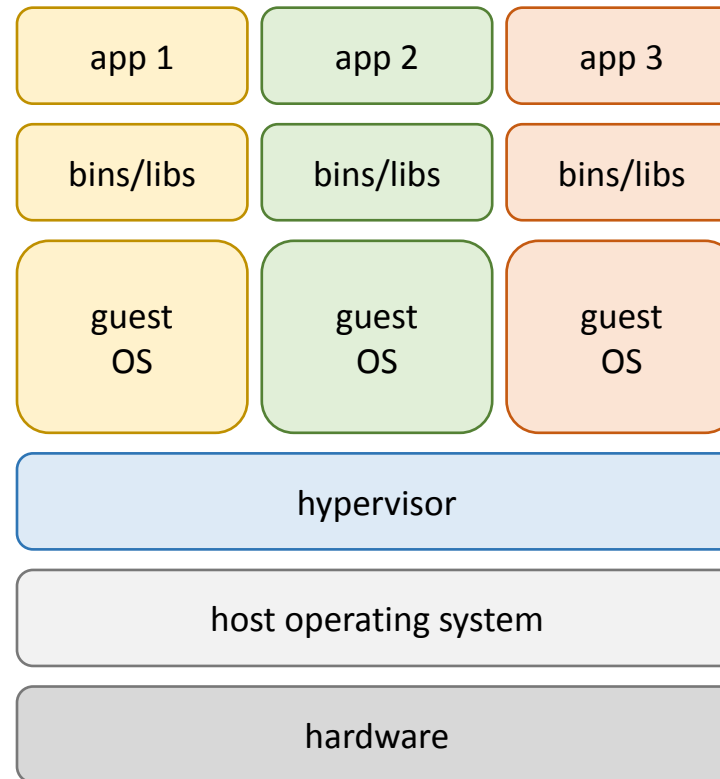 app 1
app 2
app 3
bins/libs
bins/libs
bins/libs
guest
OS
guest
OS
guest
OS
hypervisor
host operating system
hardware